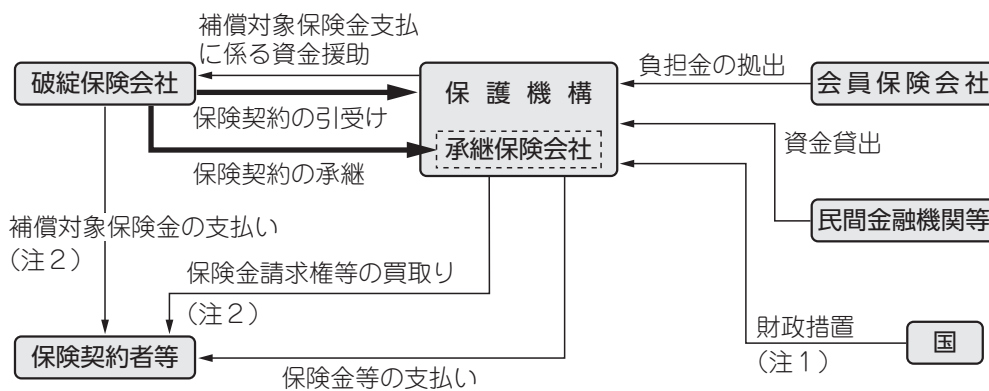 補償対象保険金支払
に係る資金援助
破綻保険会社
保険契約の引受け
保険契約の承継
保護機構
承継保険会社
負担金の拠出
会員保険会社
資金貸出
民間金融機関等
補償対象保険金の支払い
（注２）
保険金請求権等の買取り
（注２）
財政措置
（注１）
国
保険契約者等
保険金等の支払い